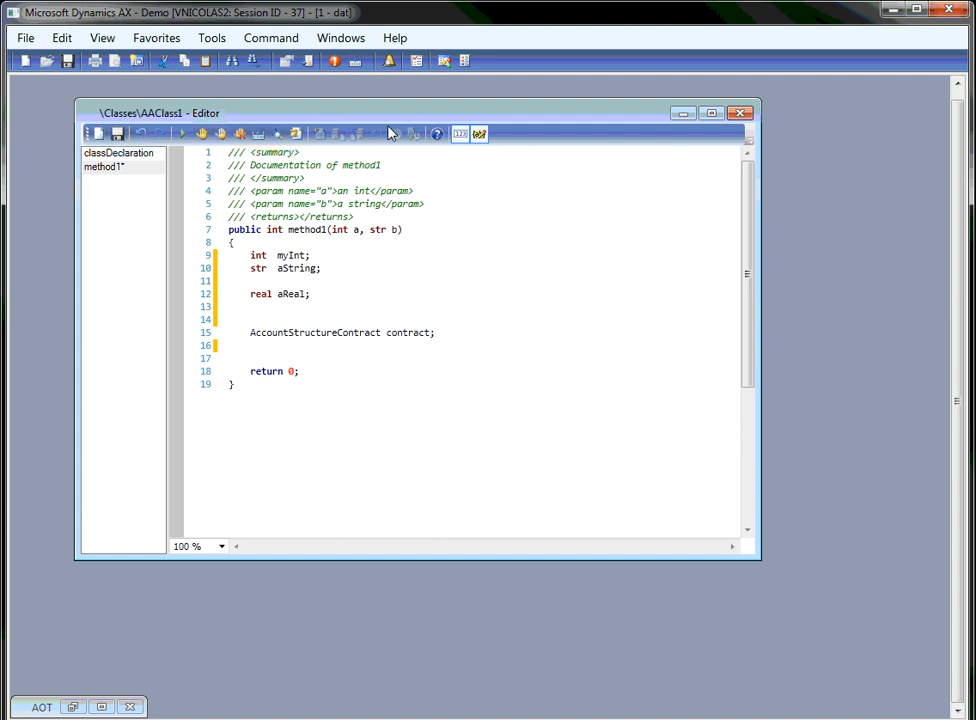 Microsoft Dynamics AX - Demo [VNICOLAS2: Session ID - 37] - [1 - dat]
File Edit View Favorites Tools Command Windows Help
\Classes\AAClass1 - Editor
classDeclaration
method1*
1 /// <summary>
2 /// Documentation of method1
3 /// </summary>
4 /// <param name="a">an int</param>
5 /// <param name="b">a string</param>
6 /// <returns></returns>
7 public int method1(int a, str b)
8 {
9 int myInt;
10 str aString;
11
12 real aReal;
13
14
15 AccountStructureContract contract;
16
17
18 return 0;
19 }
100 %
AOT